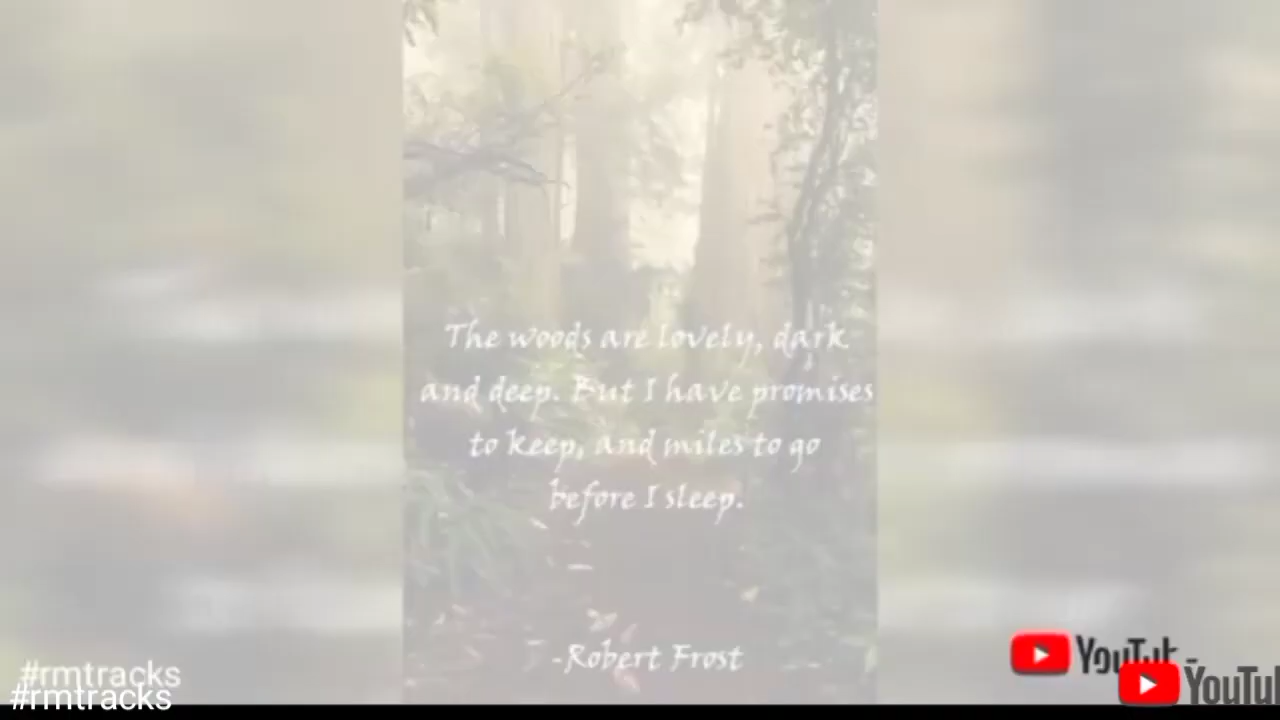 The woods are lovely, dark
and deep. But I have promises
to keep, and miles to go
before I sleep.
-Robert Frost
#rmtracks
#rmtracks
YouTube
YouTu